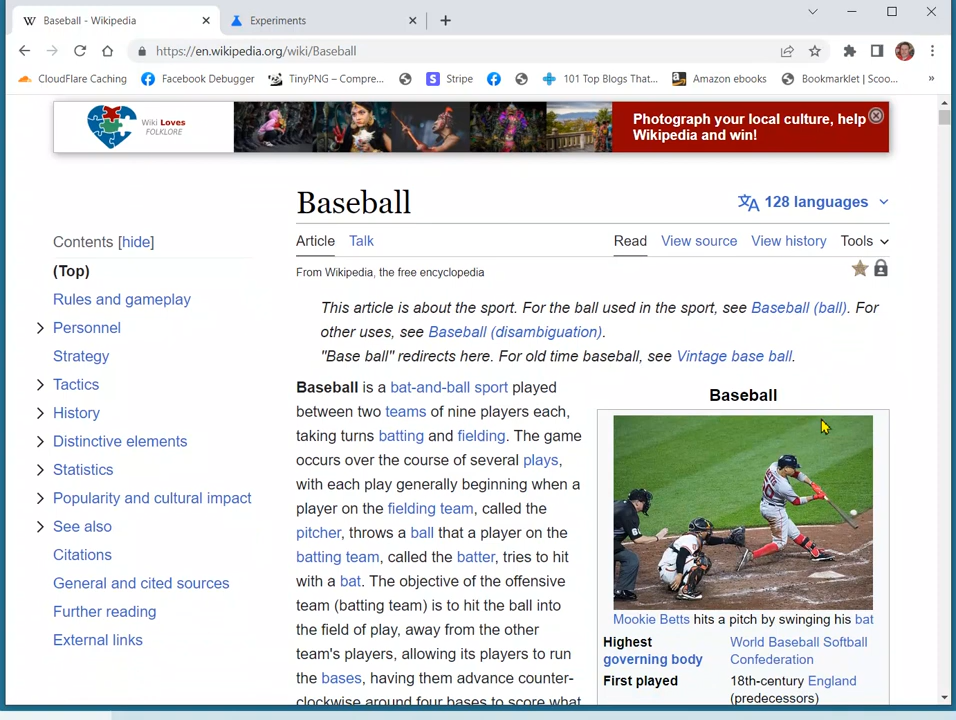 Baseball - Wikipedia
Experiments
https://en.wikipedia.org/wiki/Baseball
CloudFlare Caching
Facebook Debugger
TinyPNG – Compre...
Stripe
101 Top Blogs That...
Amazon ebooks
Bookmarklet | Scoo...
»
Wiki Loves
FOLKLORE
Photograph your local culture, help
Wikipedia and win!
Baseball
128 languages
Contents [hide]
(Top)
Rules and gameplay
Personnel
Strategy
Tactics
History
Distinctive elements
Statistics
Popularity and cultural impact
See also
Citations
General and cited sources
Further reading
External links
Article Talk
Read View source View history Tools
From Wikipedia, the free encyclopedia
This article is about the sport. For the ball used in the sport, see Baseball (ball). For
other uses, see Baseball (disambiguation).
"Base ball" redirects here. For old time baseball, see Vintage base ball.
Baseball is a bat-and-ball sport played
between two teams of nine players each,
taking turns batting and fielding. The game
occurs over the course of several plays,
with each play generally beginning when a
player on the fielding team, called the
pitcher, throws a ball that a player on the
batting team, called the batter, tries to hit
with a bat. The objective of the offensive
team (batting team) is to hit the ball into
the field of play, away from the other
team's players, allowing its players to run
the bases, having them advance counter-
clockwise around four bases to score what
Baseball
Mookie Betts hits a pitch by swinging his bat
Highest governing body
World Baseball Softball
Confederation
First played
18th-century England
(predecessors)